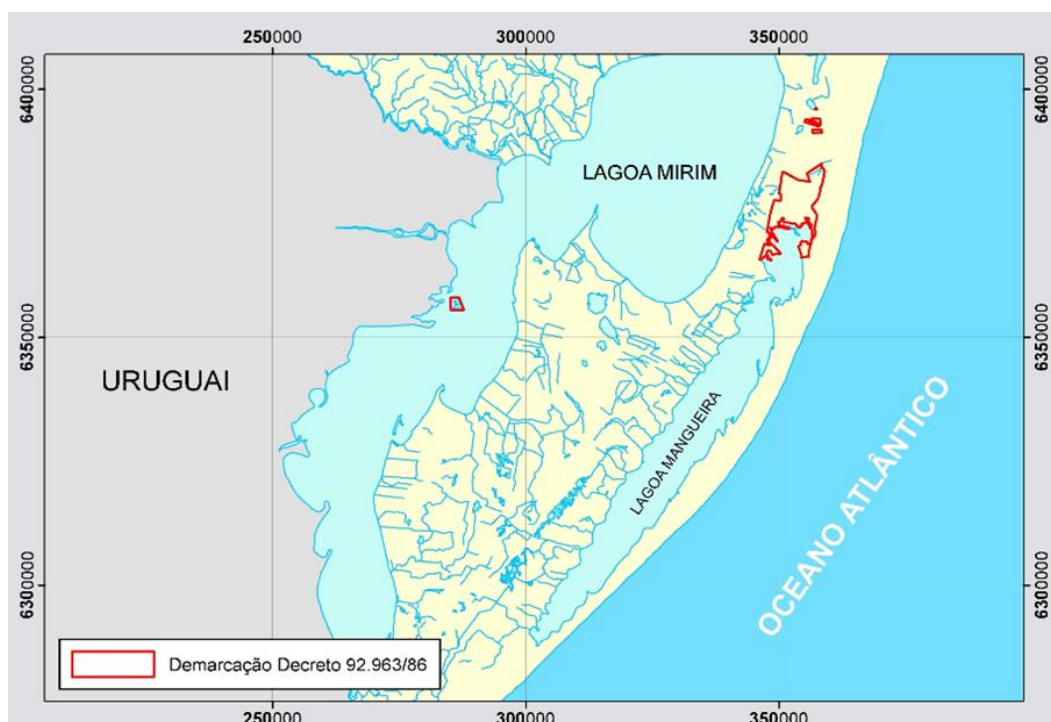 250000 300000 350000
6400000 6400000
LAGOA MIRIM
6350000 6350000
URUGUAI
LAGOA MANGUEIRA
OCEANO ATLÂNTICO
6300000 6300000
Demarcação Decreto 92.963/86
250000 300000 350000